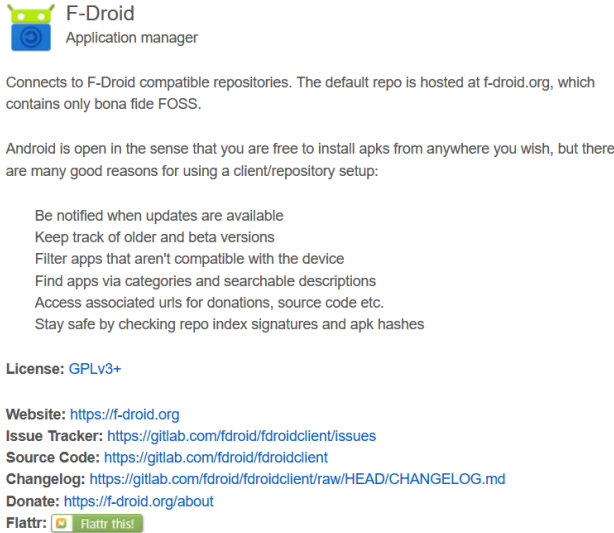 F-Droid
Application manager
Connects to F-Droid compatible repositories. The default repo is hosted at f-droid.org, which
contains only bona fide FOSS.
Android is open in the sense that you are free to install apks from anywhere you wish, but there
are many good reasons for using a client/repository setup:
Be notified when updates are available
Keep track of older and beta versions
Filter apps that aren't compatible with the device
Find apps via categories and searchable descriptions
Access associated urls for donations, source code etc.
Stay safe by checking repo index signatures and apk hashes
License: GPLv3+
Website: https://f-droid.org
Issue Tracker: https://gitlab.com/fdroid/fdroidclient/issues
Source Code: https://gitlab.com/fdroid/fdroidclient
Changelog: https://gitlab.com/fdroid/fdroidclient/raw/HEAD/CHANGELOG.md
Donate: https://f-droid.org/about
Flattr: Flattr this!